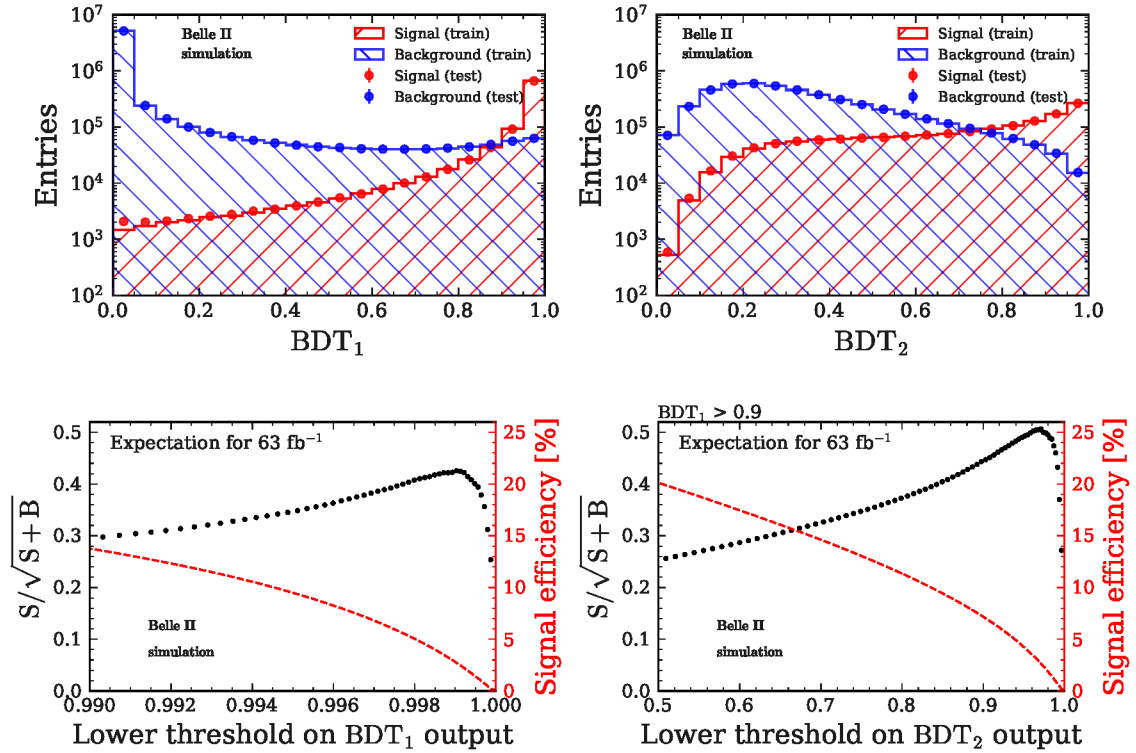 Belle II
simulation
Signal (train)
Background (train)
Signal (test)
Background (test)
Entries
10⁷
10⁶
10⁵
10⁴
10³
10²
0.0 0.2 0.4 0.6 0.8 1.0
BDT₁
Belle II
simulation
Signal (train)
Background (train)
Signal (test)
Background (test)
Entries
10⁷
10⁶
10⁵
10⁴
10³
10²
0.0 0.2 0.4 0.6 0.8 1.0
BDT₂
Expectation for 63 fb⁻¹
S/√S + B
0.5
0.4
0.3
0.2
0.1
0.0
Belle II
simulation
Signal efficiency [%]
25
20
15
10
5
0
0.990 0.992 0.994 0.996 0.998 1.000
Lower threshold on BDT₁ output
BDT₁ > 0.9
Expectation for 63 fb⁻¹
S/√S + B
0.5
0.4
0.3
0.2
0.1
0.0
Belle II
simulation
Signal efficiency [%]
25
20
15
10
5
0
0.5 0.6 0.7 0.8 0.9 1.0
Lower threshold on BDT₂ output